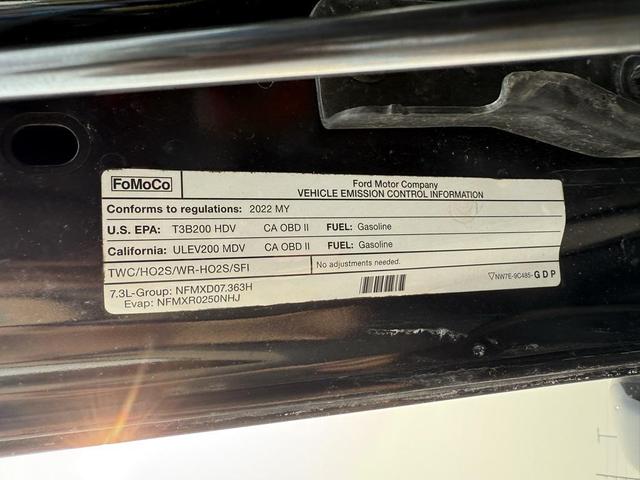 FoMoCo
Ford Motor Company
VEHICLE EMISSION CONTROL INFORMATION
Conforms to regulations: 2022 MY
U.S. EPA: T3B200 HDV CA OBD II FUEL: Gasoline
California: ULEV200 MDV CA OBD II FUEL: Gasoline
TWC/HO2S/WR-HO2S/SFI No adjustments needed.
7.3L-Group: NFMXD07.363H
Evap: NFMXR0250NHJ
▽NW7E-9C485-GDP